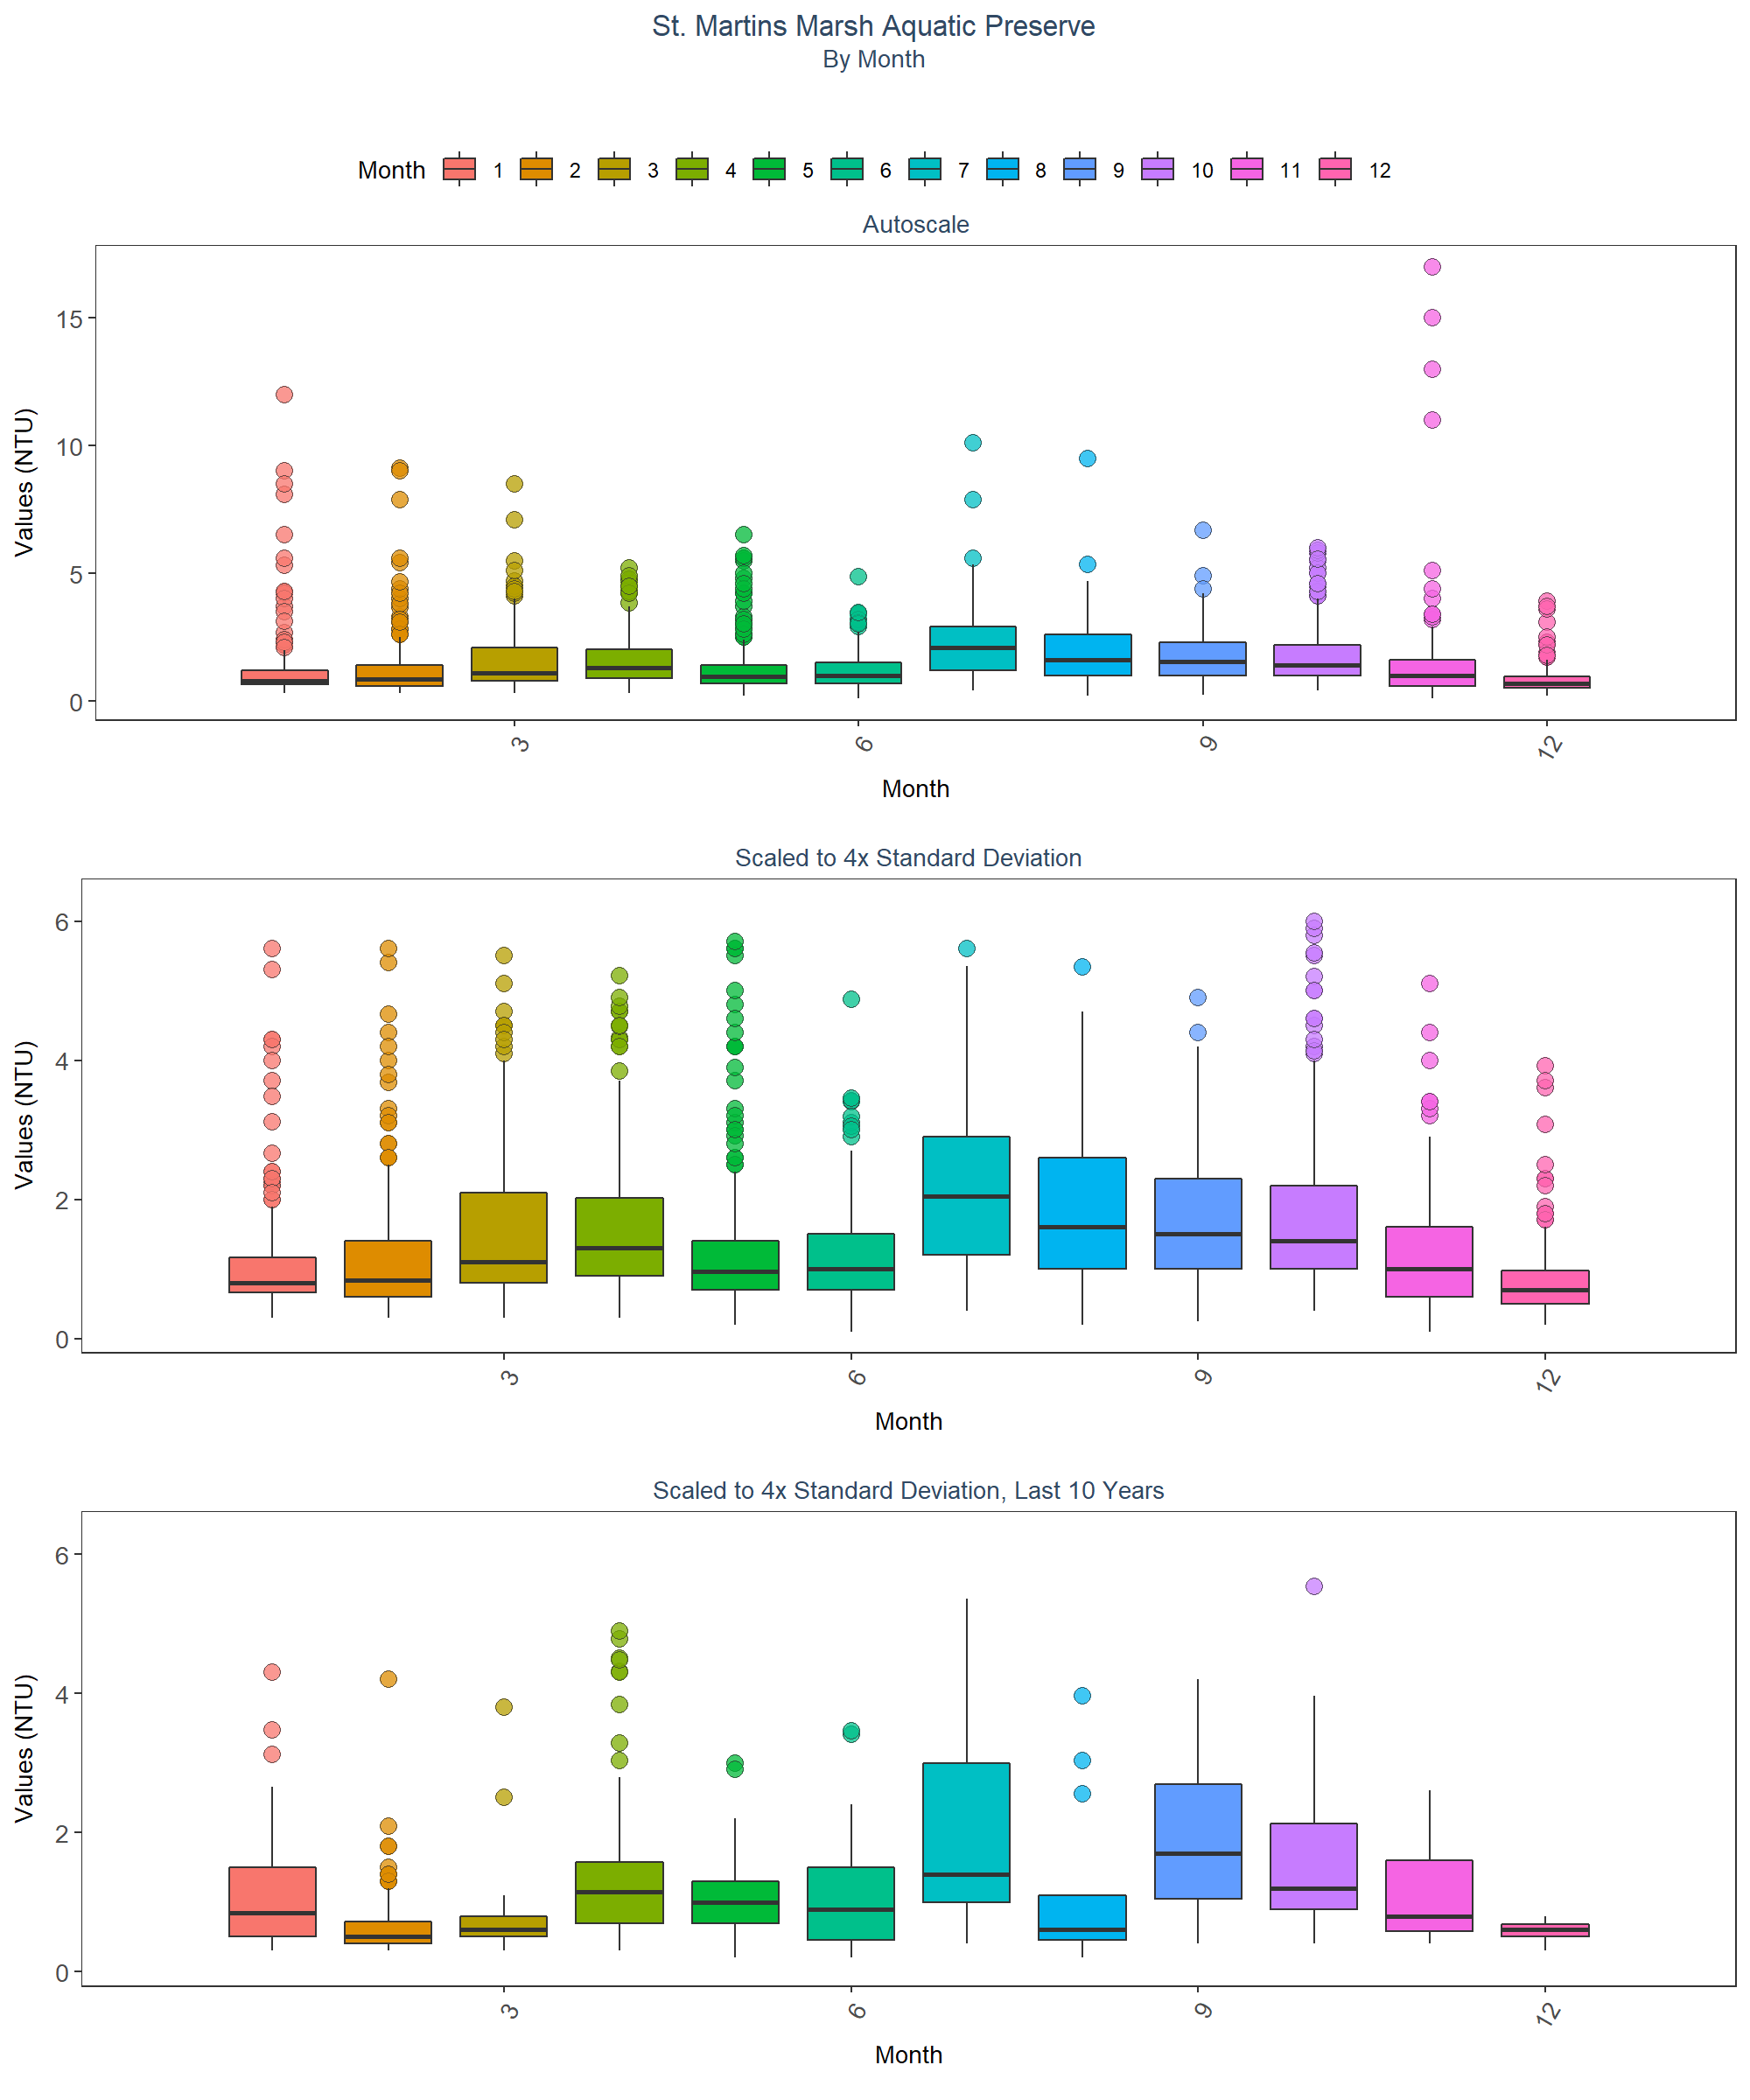 St. Martins Marsh Aquatic Preserve
By Month
Month 1 2 3 4 5 6 7 8 9 10 11 12
Autoscale
Values (NTU)
15
10
5
0
3 6 9 12
Month
Scaled to 4x Standard Deviation
Values (NTU)
6
4
2
0
3 6 9 12
Month
Scaled to 4x Standard Deviation, Last 10 Years
Values (NTU)
6
4
2
0
3 6 9 12
Month